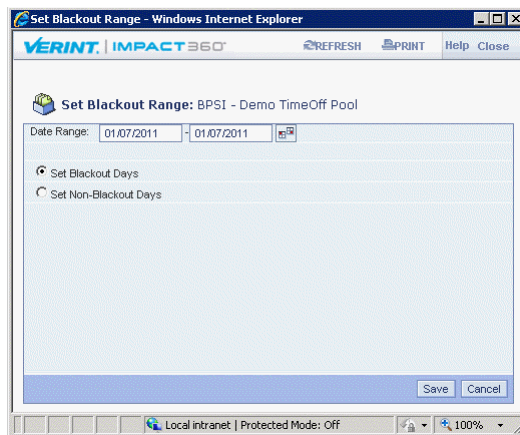 Set Blackout Range - Windows Internet Explorer
VERINT. | IMPACT360® REFRESH PRINT Help Close
Set Blackout Range: BPSI - Demo TimeOff Pool
Date Range: 01/07/2011 - 01/07/2011
Set Blackout Days
Set Non-Blackout Days
Save Cancel
Local intranet | Protected Mode: Off 100%